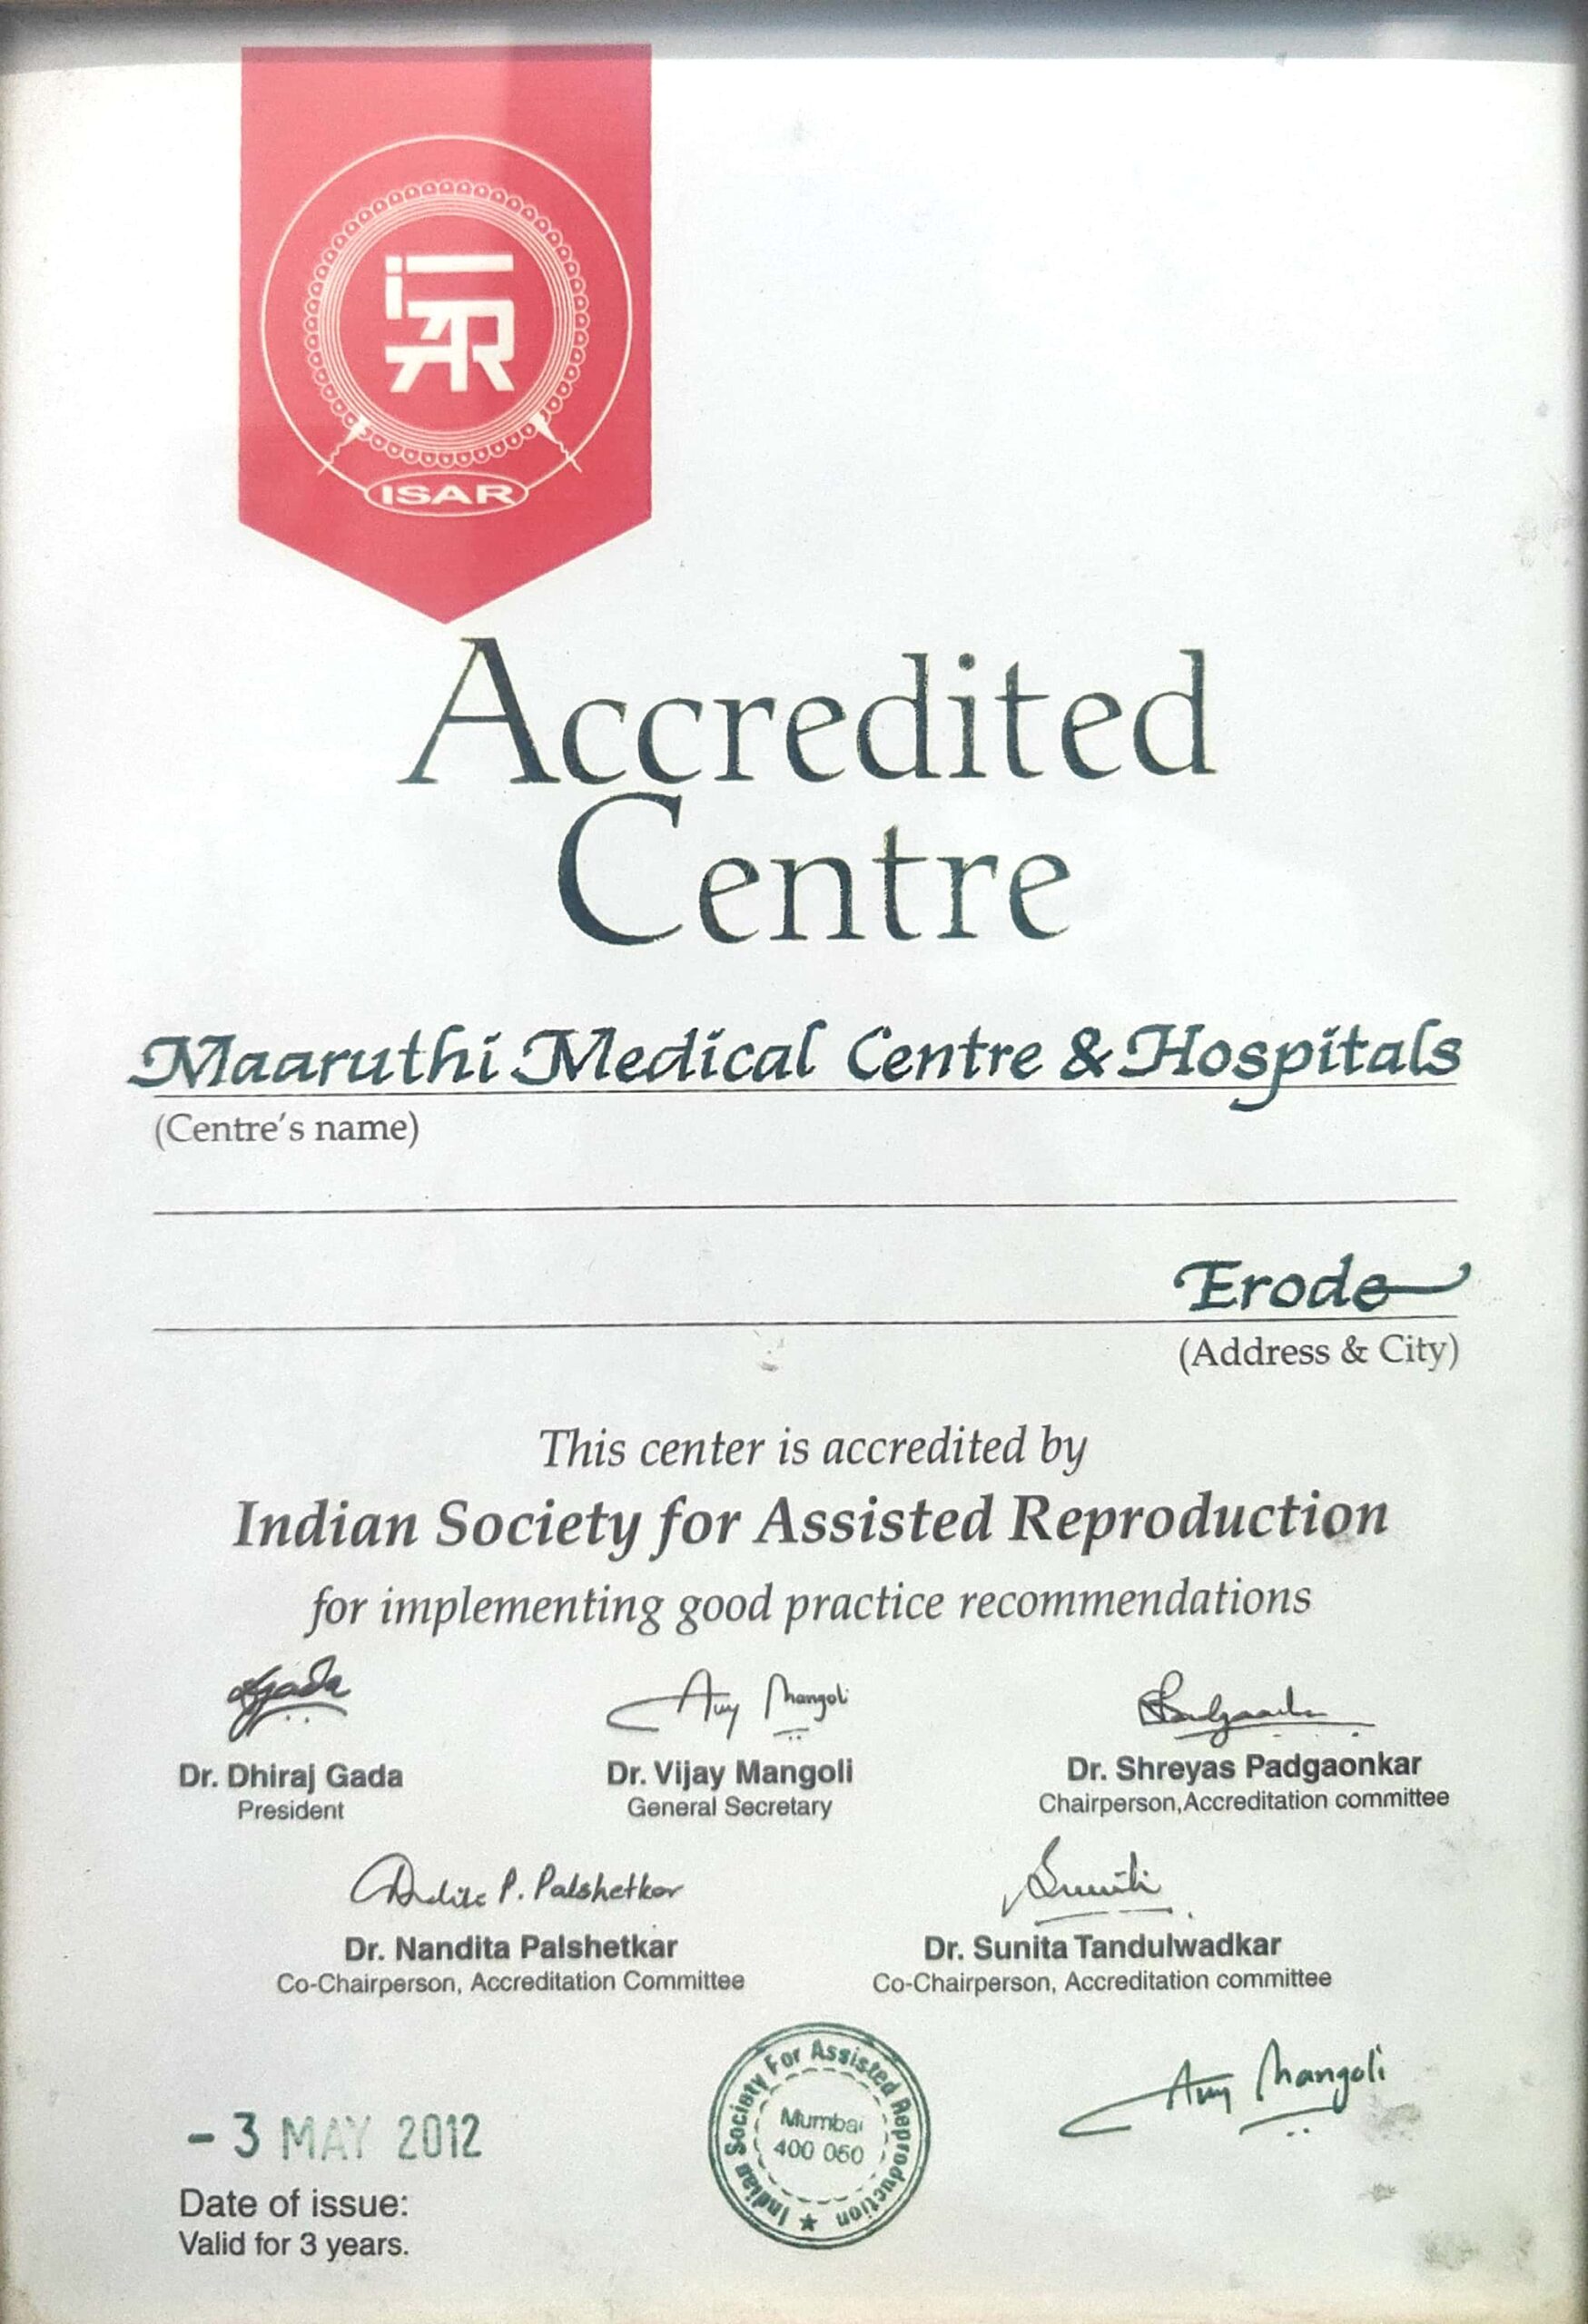 ISAR
Accredited
Centre
Maaruthi Medical Centre & Hospitals
(Centre's name)
Erode
(Address & City)
This center is accredited by
Indian Society for Assisted Reproduction
for implementing good practice recommendations
Dr. Dhiraj Gada
President
Dr. Vijay Mangoli
General Secretary
Dr. Shreyas Padgaonkar
Chairperson,Accreditation committee
P. Palshetkar
Dr. Nandita Palshetkar
Co-Chairperson, Accreditation Committee
Dr. Sunita Tandulwadkar
Co-Chairperson, Accreditation committee
Indian Society For Assisted Reproduction
Mumbai
400 050
Mangoli
- 3 MAY 2012
Date of issue:
Valid for 3 years.